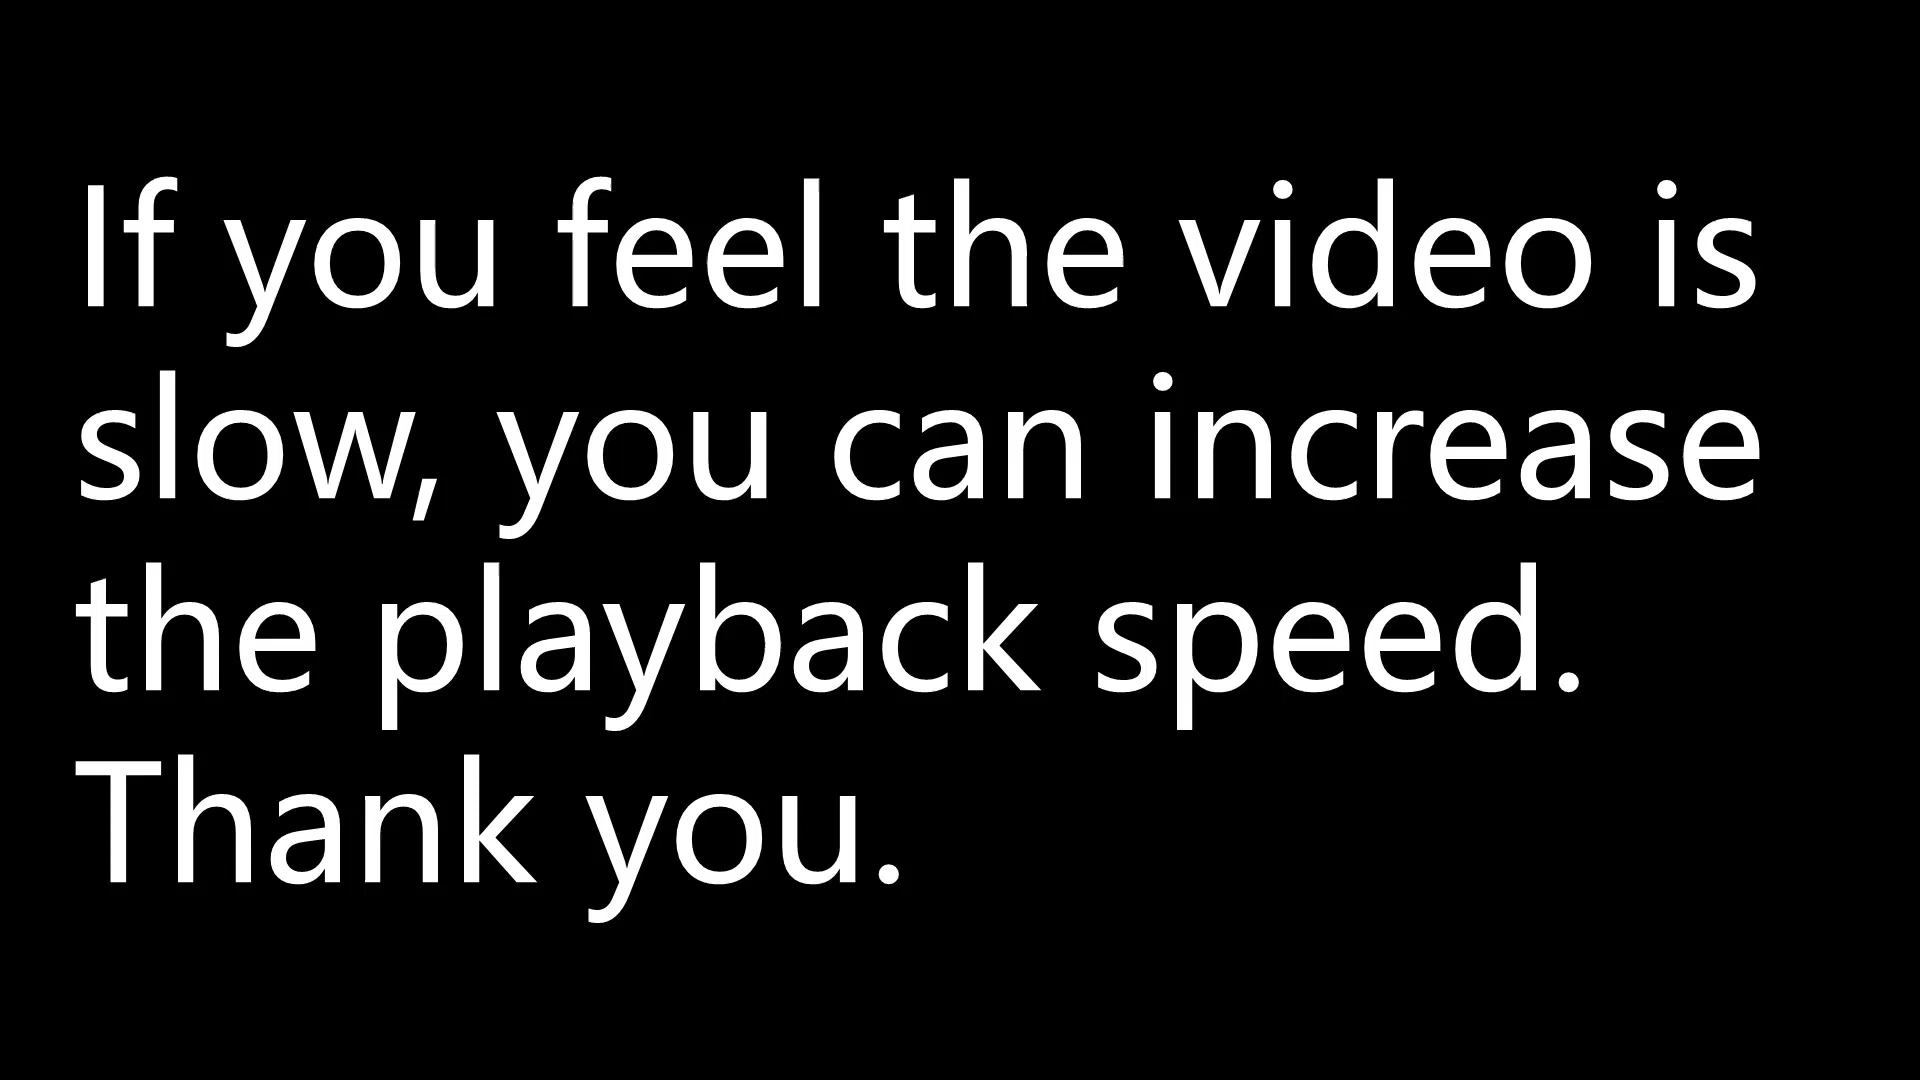 If you feel the video is
slow, you can increase
the playback speed.
Thank you.